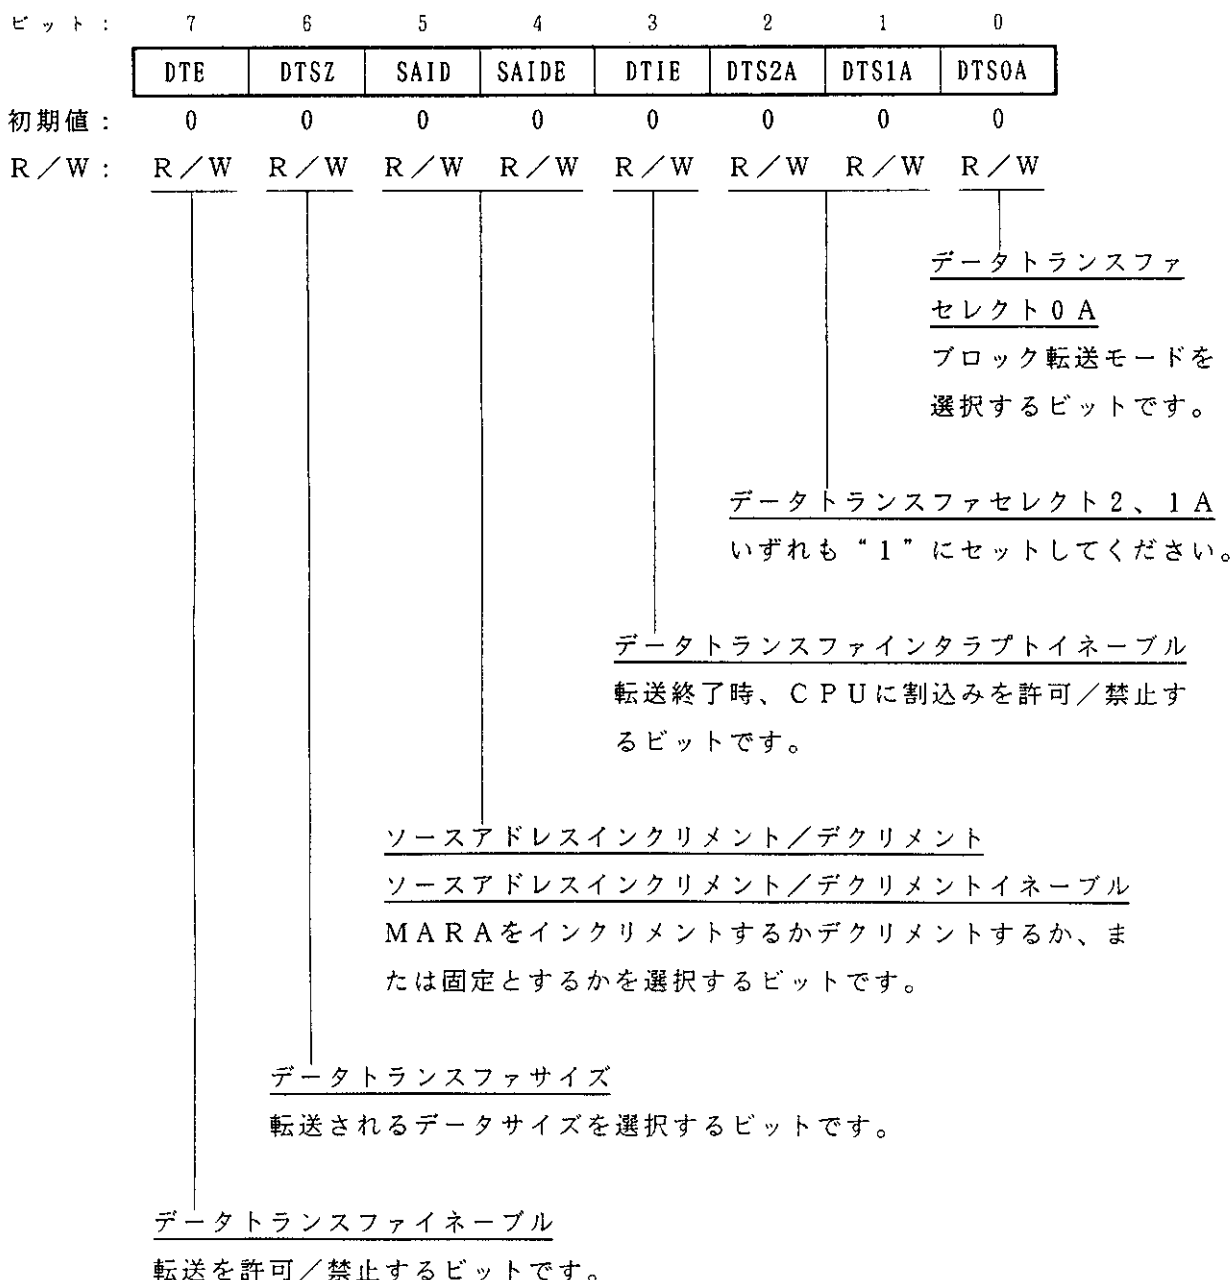 ビット： 7 6 5 4 3 2 1 0
DTE DTSZ SAID SAIDE DTIE DTS2A DTS1A DTS0A
初期値： 0 0 0 0 0 0 0 0
R／W： R／W R／W R／W R／W R／W R／W R／W R／W
データトランスファ
セレクト0A
ブロック転送モードを
選択するビットです。
データトランスファセレクト2、1A
いずれも“1”にセットしてください。
データトランスファインタラプトイネーブル
転送終了時、CPUに割込みを許可／禁止す
るビットです。
ソースアドレスインクリメント／デクリメント
ソースアドレスインクリメント／デクリメントイネーブル
MARAをインクリメントするかデクリメントするか、ま
たは固定とするかを選択するビットです。
データトランスファサイズ
転送されるデータサイズを選択するビットです。
データトランスファイネーブル
転送を許可／禁止するビットです。